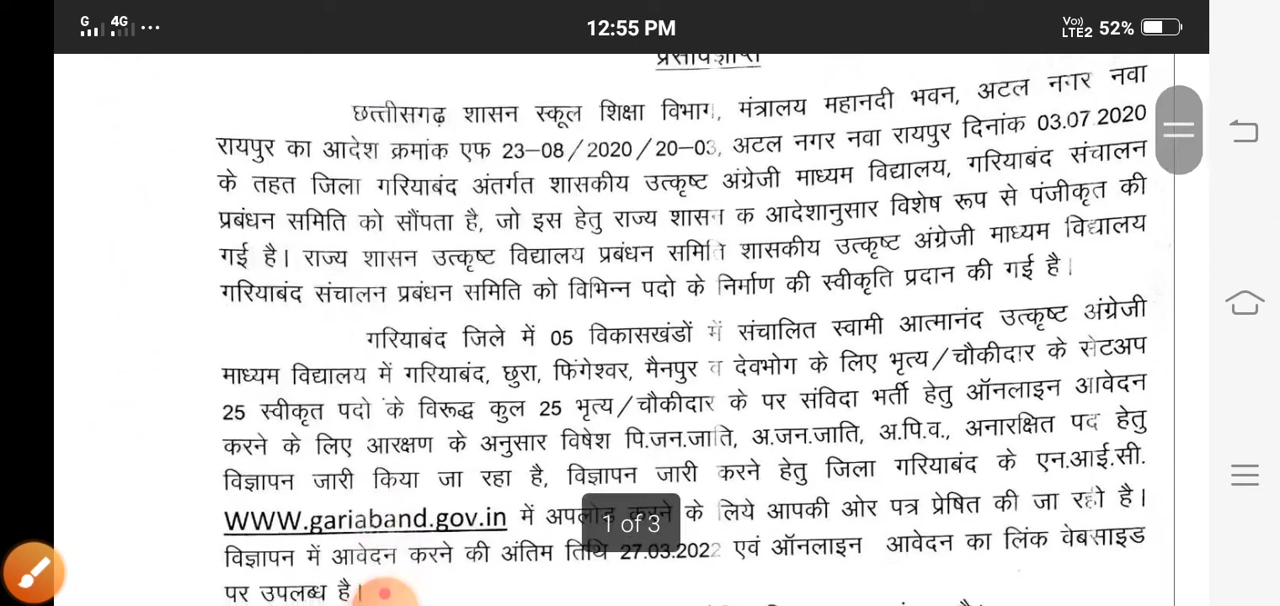 G 4G ... 12:55 PM Vo)) LTE2 52%
छत्तीसगढ़ शासन स्कूल शिक्षा विभाग, मंत्रालय महानदी भवन, अटल नगर नवा
रायपुर का आदेश क्रमांक एफ 23–08/2020/20–03, अटल नगर नवा रायपुर दिनांक 03.07 2020
के तहत जिला गरियाबंद अंतर्गत शासकीय उत्कृष्ट अंग्रेजी माध्यम विद्यालय, गरियाबंद संचालन
प्रबंधन समिति को सौंपता है, जो इस हेतु राज्य शासन क आदेशानुसार विशेष रूप से पंजीकृत की
गई है। राज्य शासन उत्कृष्ट विद्यालय प्रबंधन समिति शासकीय उत्कृष्ट अंग्रेजी माध्यम विद्यालय
गरियाबंद संचालन प्रबंधन समिति को विभिन्न पदो के निर्माण की स्वीकृति प्रदान की गई है।
गरियाबंद जिले में 05 विकासखंडों में संचालित स्वामी आत्मानंद उत्कृष्ट अंग्रेजी
माध्यम विद्यालय में गरियाबंद, छुरा, फिंगेश्वर, मैनपुर व देवभोग के लिए भृत्य/चौकीदार के सेटअप
25 स्वीकृत पदो के विरूद्ध कुल 25 भृत्य/चौकीदार के पर संविदा भर्ती हेतु ऑनलाइन आवेदन
करने के लिए आरक्षण के अनुसार विषेश पि.जन.जाति, अ.जन.जाति, अ.पि.व., अनारक्षित पद हेतु
विज्ञापन जारी किया जा रहा है, विज्ञापन जारी करने हेतु जिला गरियाबंद के एन.आई.सी.
WWW.gariaband.gov.in में अपलोड करने के लिये आपकी ओर पत्र प्रेषित की जा रही है।
1 of 3
विज्ञापन में आवेदन करने की अंतिम तिथि 27.03.2022 एवं ऑनलाइन आवेदन का लिंक वेबसाइड
पर उपलब्ध है।